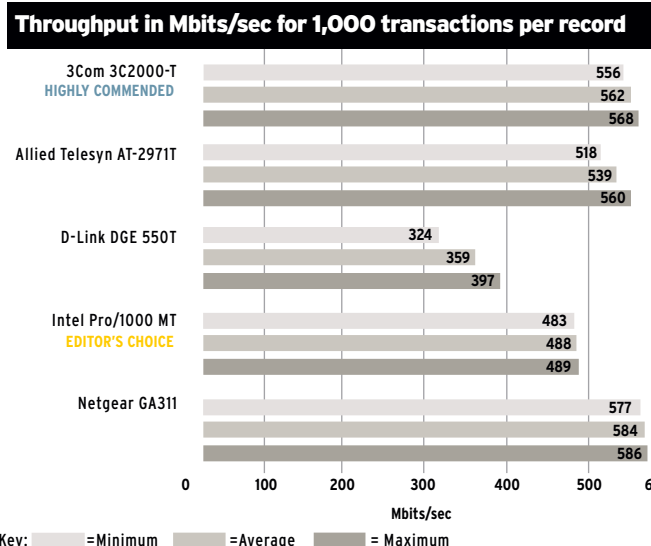 Throughput in Mbits/sec for 1,000 transactions per record
3Com 3C2000-T
HIGHLY COMMENDED
556
562
568
Allied Telesyn AT-2971T
518
539
560
D-Link DGE 550T
324
359
397
Intel Pro/1000 MT
EDITOR'S CHOICE
483
488
489
Netgear GA311
577
584
586
0 100 200 300 400 500 6
Mbits/sec
Key: =Minimum =Average = Maximum